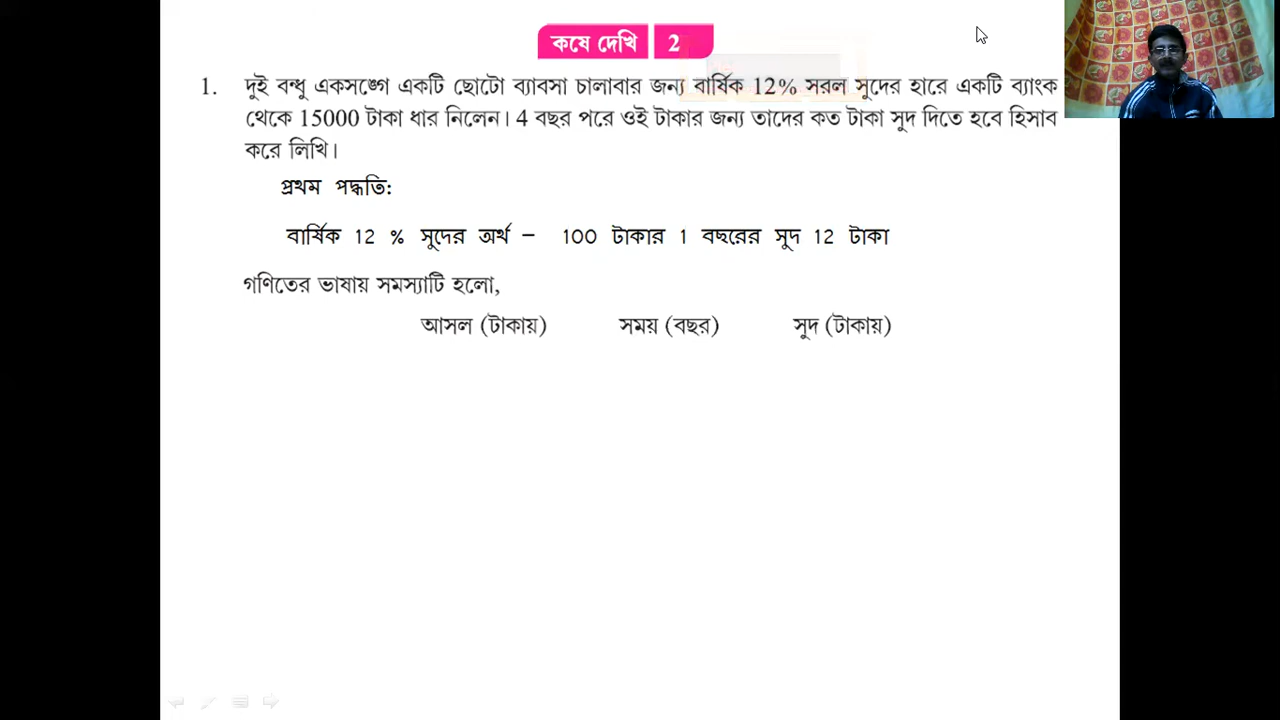 কষে দেখি 2
1. দুই বন্ধু একসঙ্গে একটি ছোটো ব্যাবসা চালাবার জন্য বার্ষিক 12% সরল সুদের হারে একটি ব্যাংক
থেকে 15000 টাকা ধার নিলেন। 4 বছর পরে ওই টাকার জন্য তাদের কত টাকা সুদ দিতে হবে হিসাব
করে লিখি।
প্রথম পদ্ধতি:
বার্ষিক 12 % সুদের অর্থ – 100 টাকার 1 বছরের সুদ 12 টাকা
গণিতের ভাষায় সমস্যাটি হলো,
আসল (টাকায়) সময় (বছর) সুদ (টাকায়)